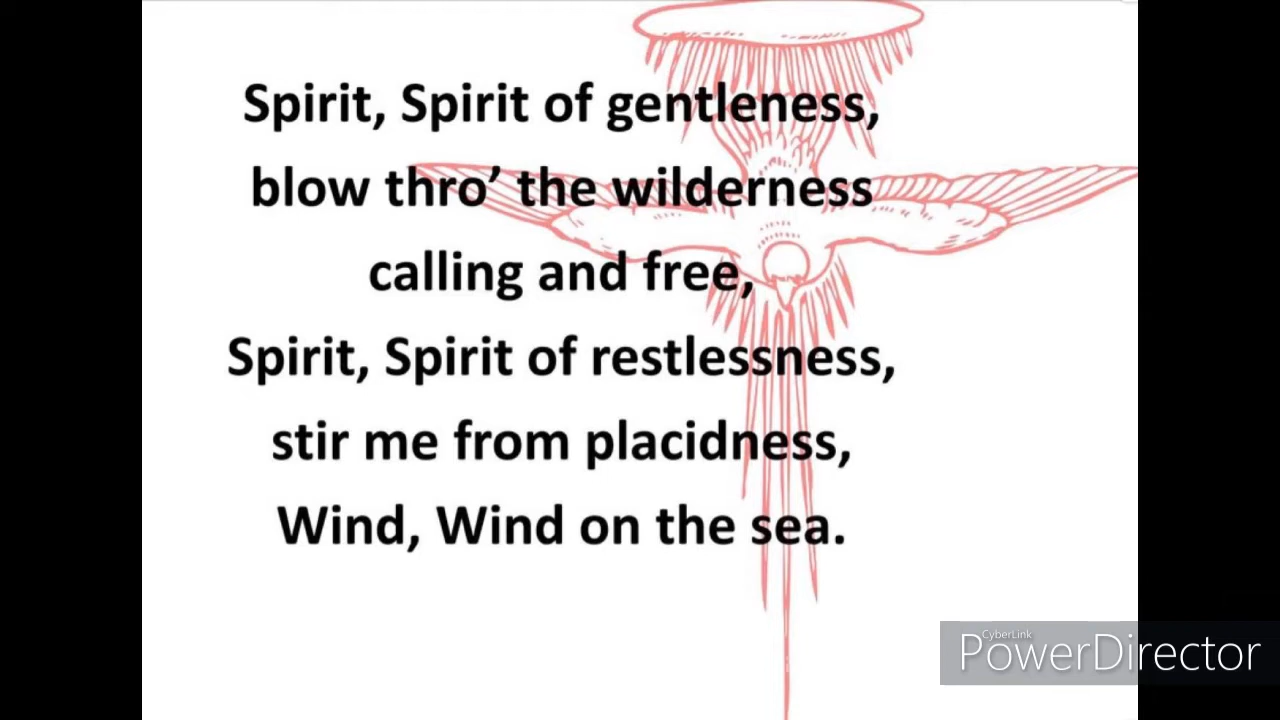 Spirit, Spirit of gentleness,
blow thro’ the wilderness
calling and free,
Spirit, Spirit of restlessness,
stir me from placidness,
Wind, Wind on the sea.
CyberLink
PowerDirector